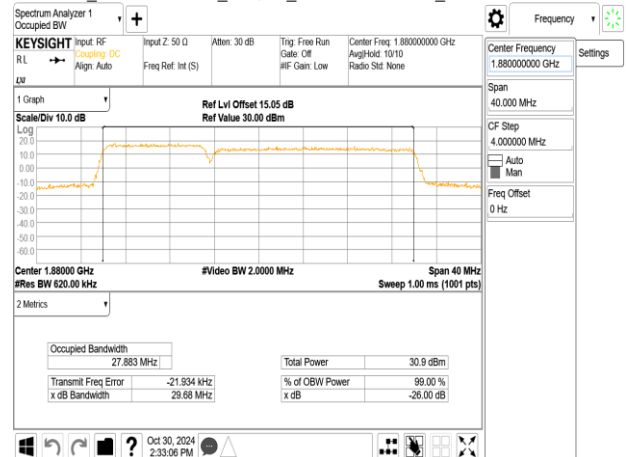 Spectrum Analyzer 1
Occupied BW
Frequency
KEYSIGHT
Input: RF
Input Z: 50 Ω
Atten: 30 dB
Trig: Free Run
Center Freq: 1.880000000 GHz
RL
Coupling: DC
Gate: Off
Avg|Hold: 10/10
Align: Auto
Freq Ref: Int (S)
#IF Gain: Low
Radio Std: None
Center Frequency
1.880000000 GHz
Settings
Span
40.000 MHz
CF Step
4.000000 MHz
Auto
Man
Freq Offset
0 Hz
1 Graph
Ref Lvl Offset 15.05 dB
Scale/Div 10.0 dB
Ref Value 30.00 dBm
Log
20.0
10.0
0.00
-10.0
-20.0
-30.0
-40.0
-50.0
-60.0
Center 1.88000 GHz
#Video BW 2.0000 MHz
Span 40 MHz
#Res BW 620.00 kHz
Sweep 1.00 ms (1001 pts)
2 Metrics
Occupied Bandwidth
27.883 MHz
Total Power
30.9 dBm
Transmit Freq Error
-21.934 kHz
% of OBW Power
99.00 %
x dB Bandwidth
29.68 MHz
x dB
-26.00 dB
?
Oct 30, 2024
2:33:06 PM